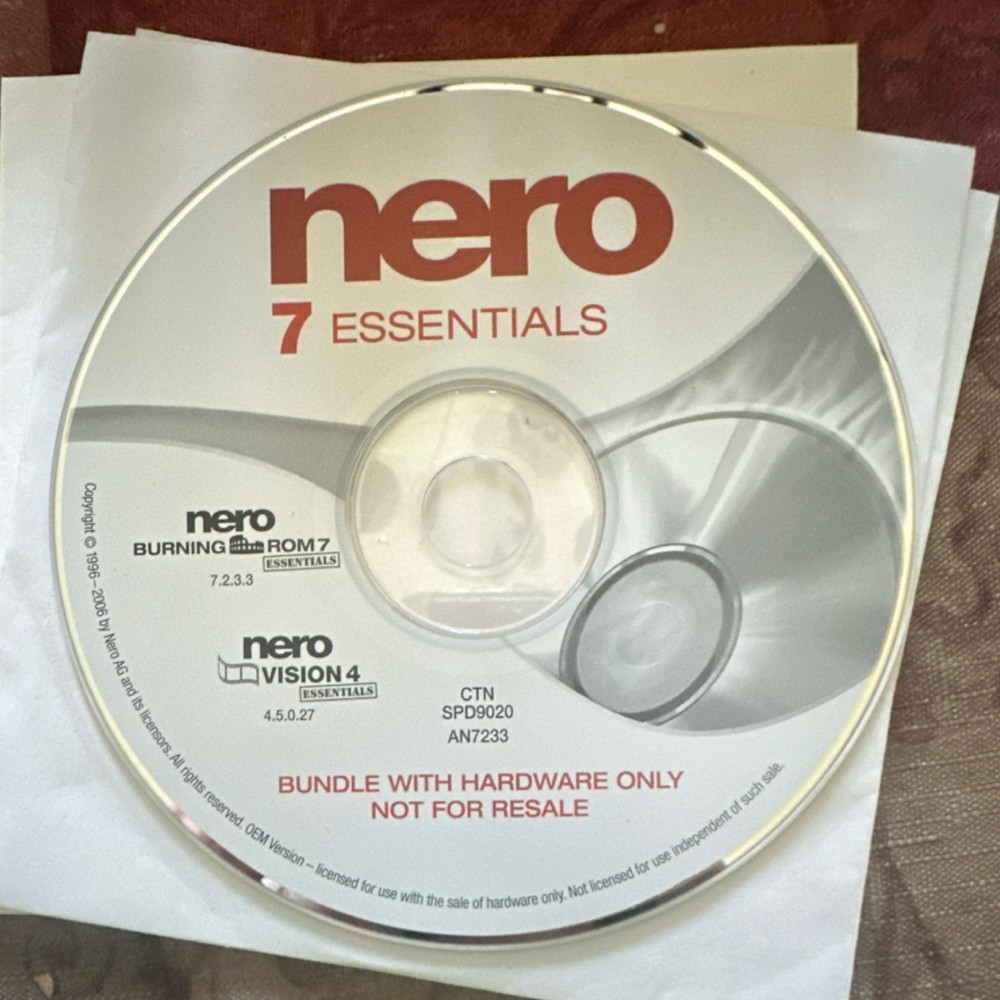 nero
7 ESSENTIALS
nero
BURNING ROM 7
ESSENTIALS
7.2.3.3
nero
VISION 4
ESSENTIALS
4.5.0.27
CTN
SPD9020
AN7233
BUNDLE WITH HARDWARE ONLY
NOT FOR RESALE
Copyright © 1996–2006 by Nero AG and its licensors. All rights reserved. OEM Version – licensed for use with the sale of hardware only. Not licensed for use independent of such sale.